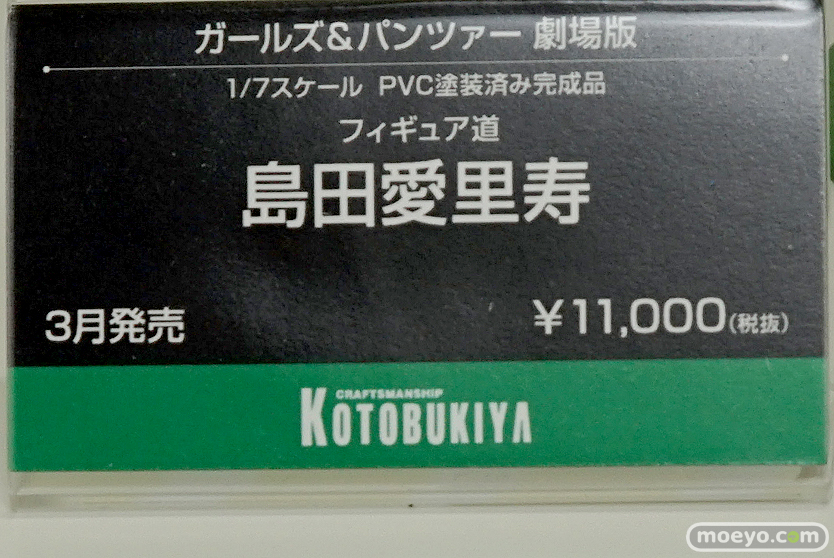 ガールズ&パンツァー 劇場版
1/7スケール PVC塗装済み完成品
フィギュア道
島田愛里寿
3月発売
¥11,000(税抜)
CRAFTSMANSHIP
KOTOBUKIYA
moeyo.com